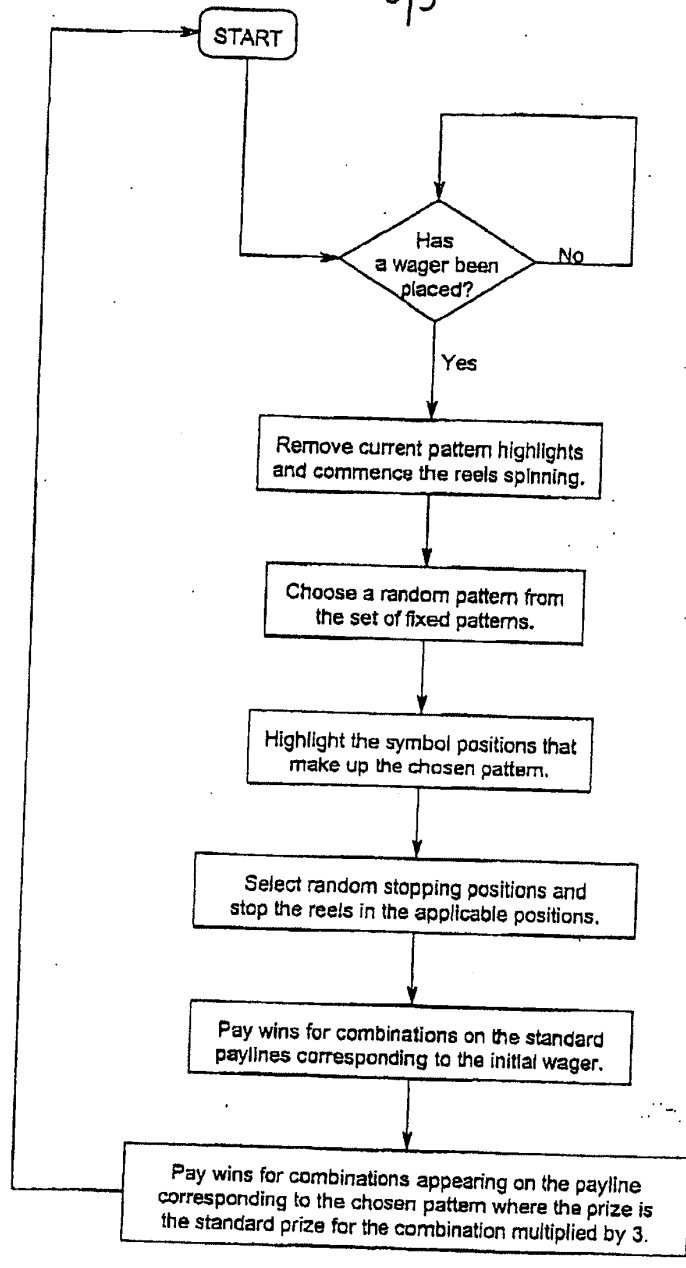 START
Has
a wager been
placed?
No
Yes
Remove current pattern highlights
and commence the reels spinning.
Choose a random pattern from
the set of fixed patterns.
Highlight the symbol positions that
make up the chosen pattern.
Select random stopping positions and
stop the reels in the applicable positions.
Pay wins for combinations on the standard
paylines corresponding to the initial wager.
Pay wins for combinations appearing on the payline
corresponding to the chosen pattern where the prize is
the standard prize for the combination multiplied by 3.